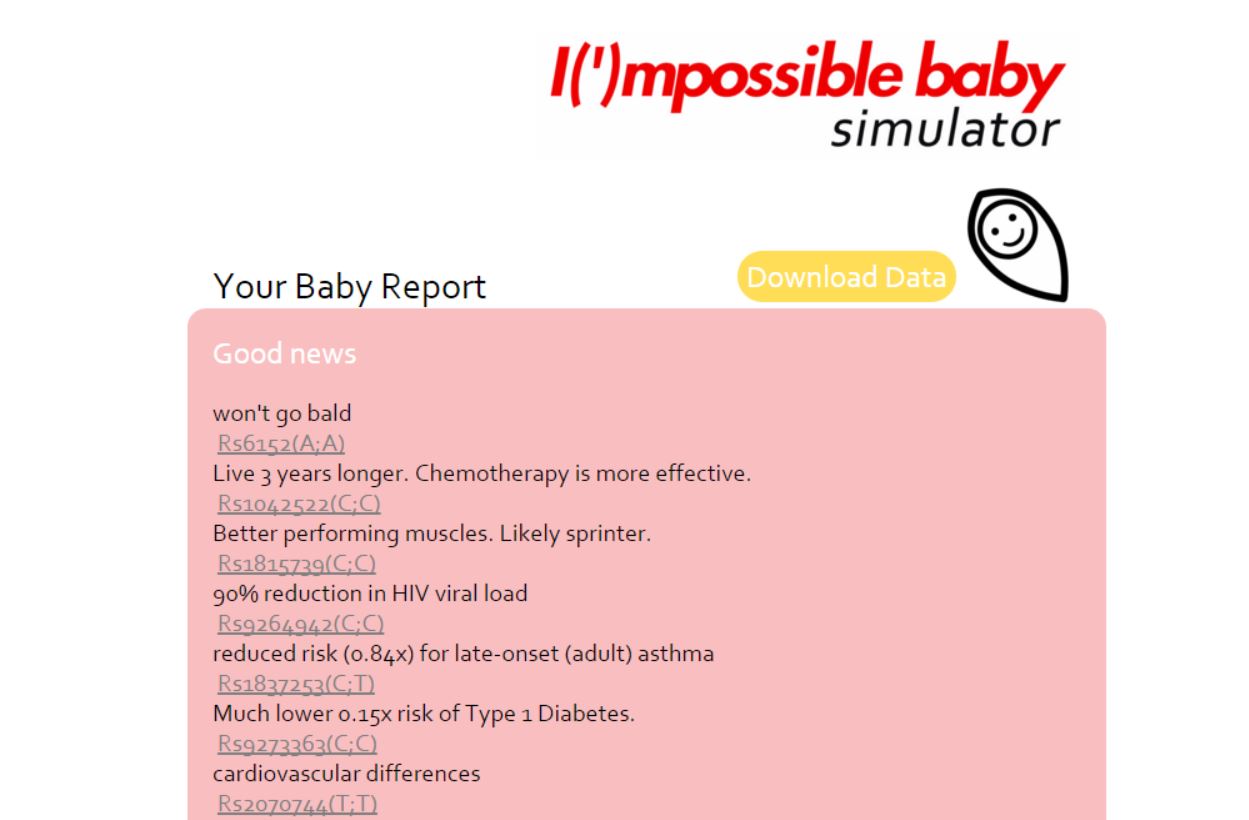 I(')mpossible baby
simulator
Download Data
Your Baby Report
Good news
won't go bald
Rs6152(A;A)
Live 3 years longer. Chemotherapy is more effective.
Rs1042522(C;C)
Better performing muscles. Likely sprinter.
Rs1815739(C;C)
90% reduction in HIV viral load
Rs9264942(C;C)
reduced risk (0.84x) for late-onset (adult) asthma
Rs1837253(C;T)
Much lower 0.15x risk of Type 1 Diabetes.
Rs9273363(C;C)
cardiovascular differences
Rs2070744(T;T)